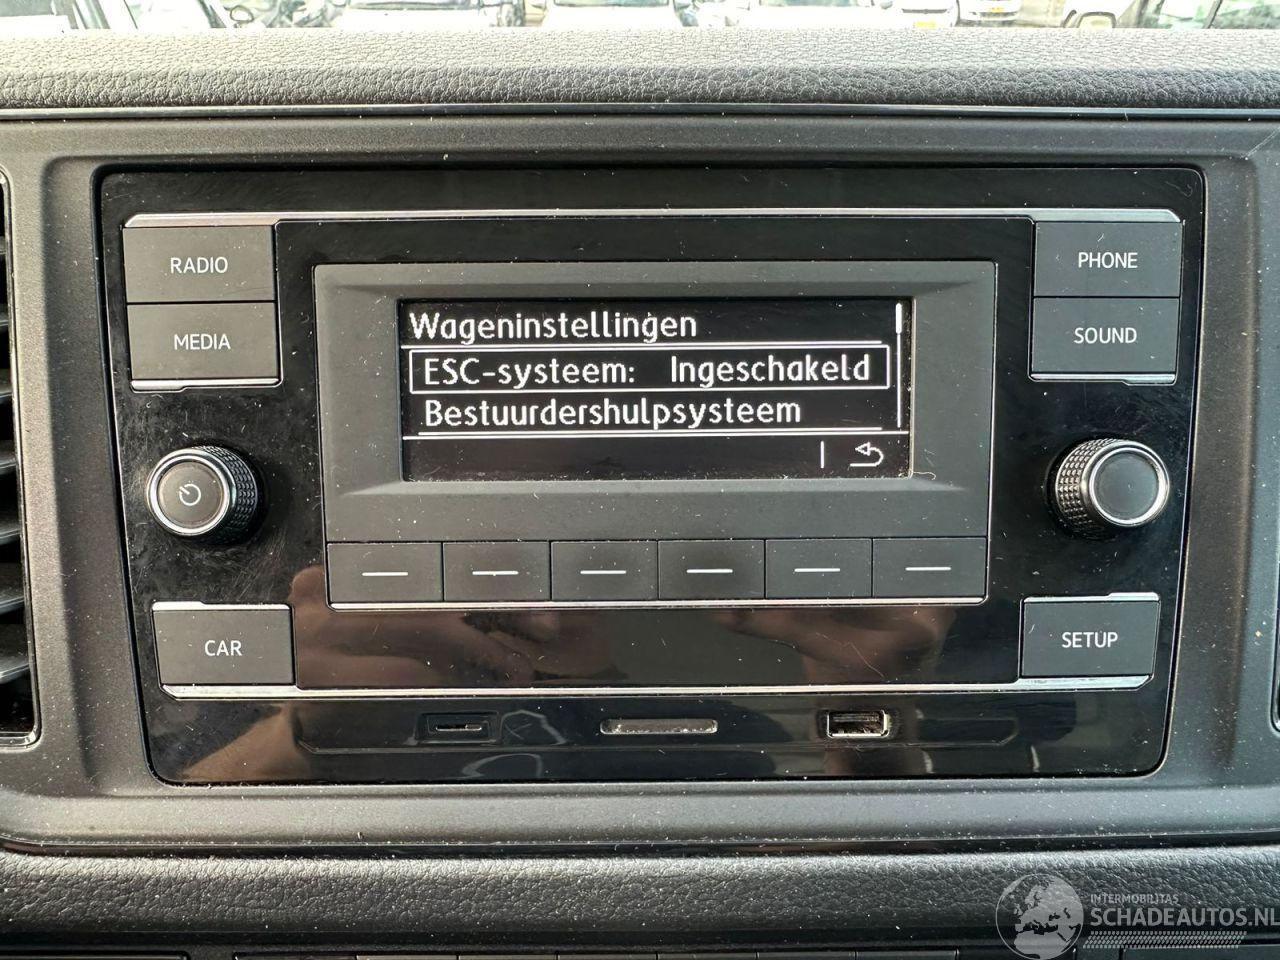 RADIO
MEDIA
PHONE
SOUND
Wageninstellingen
ESC-systeem: Ingeschakeld
Bestuurdershulpsysteem
CAR
SETUP
INTERMOBILITAS
SCHADEAUTOS.NL